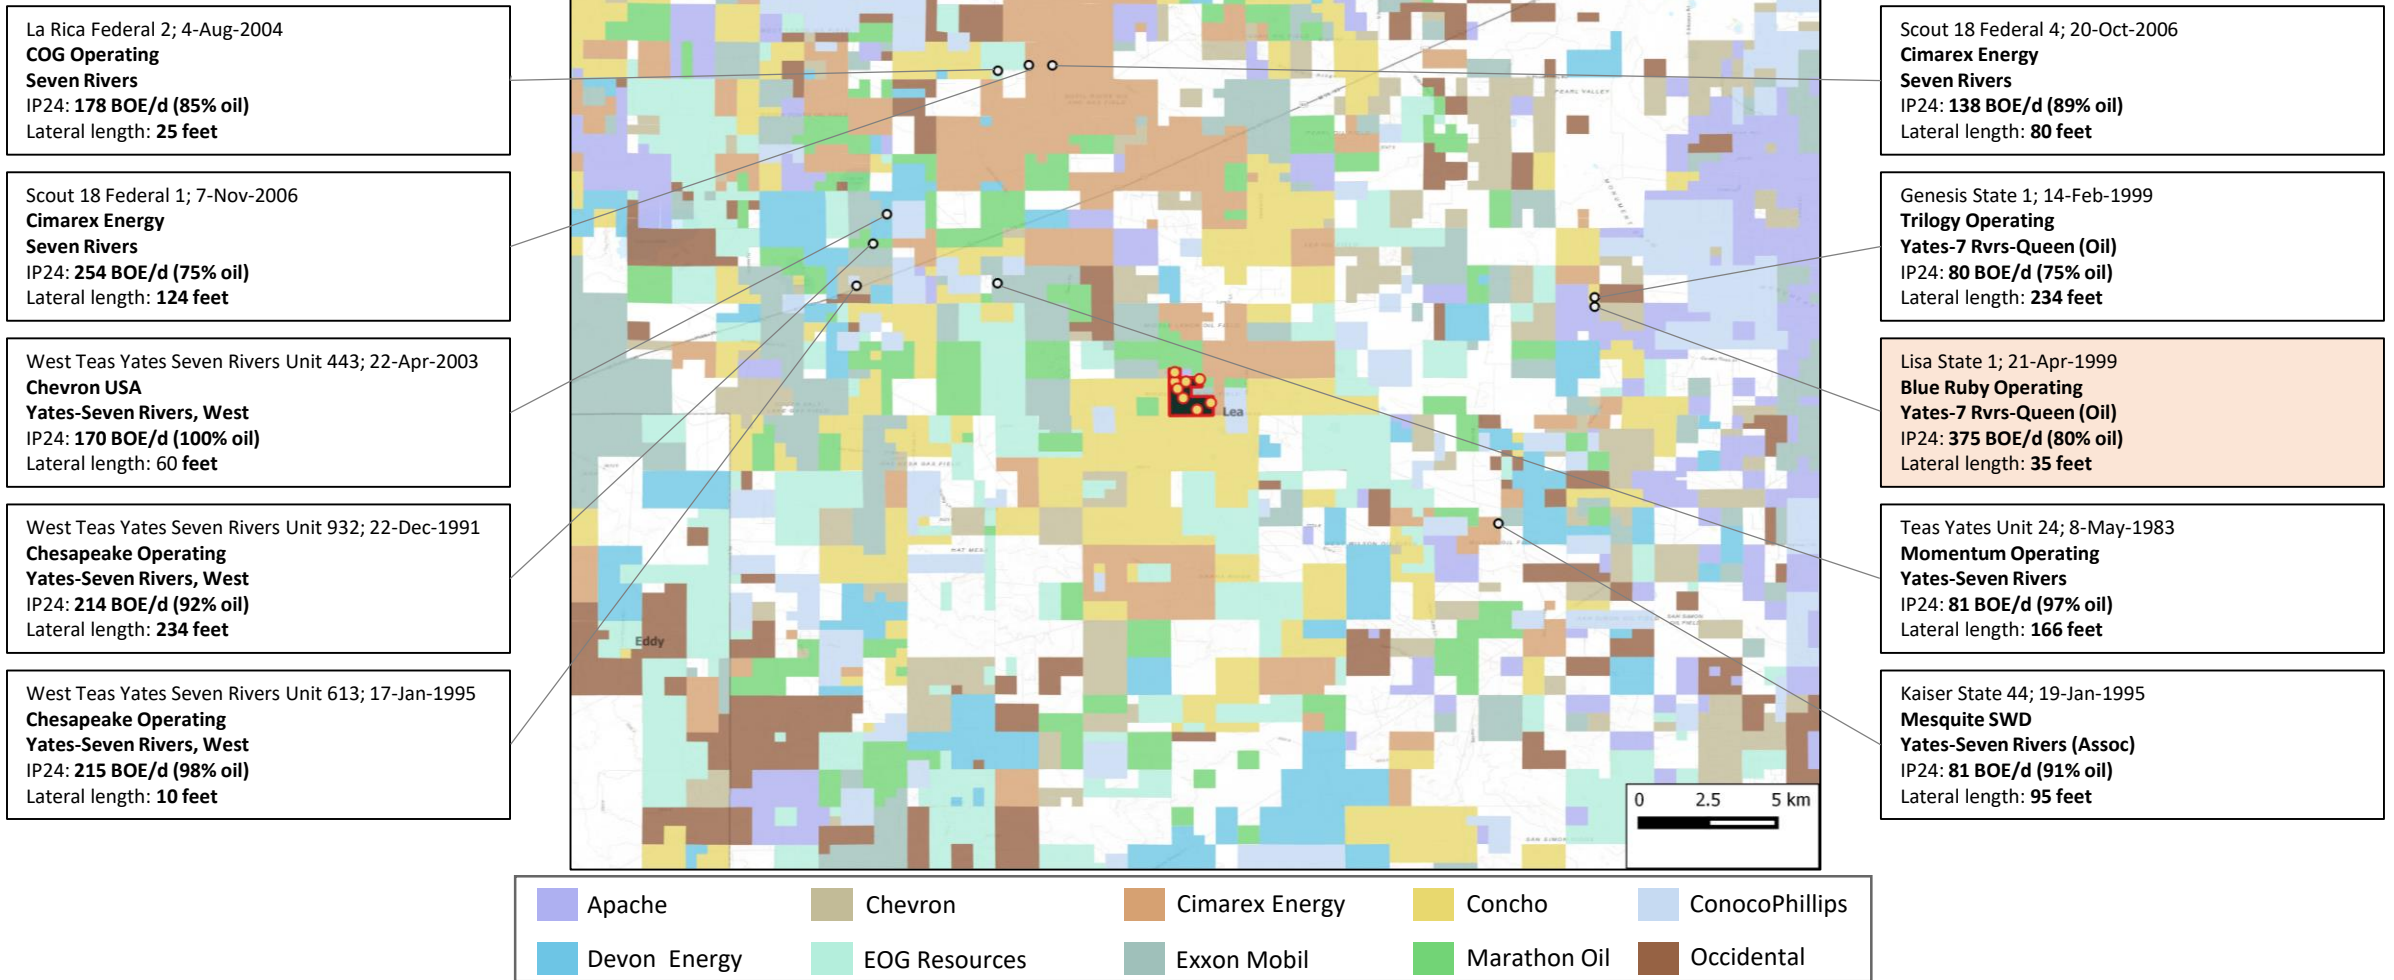 La Rica Federal 2; 4-Aug-2004
COG Operating
Seven Rivers
IP24: 178 BOE/d (85% oil)
Lateral length: 25 feet
Scout 18 Federal 1; 7-Nov-2006
Cimarex Energy
Seven Rivers
IP24: 254 BOE/d (75% oil)
Lateral length: 124 feet
West Teas Yates Seven Rivers Unit 443; 22-Apr-2003
Chevron USA
Yates-Seven Rivers, West
IP24: 170 BOE/d (100% oil)
Lateral length: 60 feet
West Teas Yates Seven Rivers Unit 932; 22-Dec-1991
Chesapeake Operating
Yates-Seven Rivers, West
IP24: 214 BOE/d (92% oil)
Lateral length: 234 feet
West Teas Yates Seven Rivers Unit 613; 17-Jan-1995
Chesapeake Operating
Yates-Seven Rivers, West
IP24: 215 BOE/d (98% oil)
Lateral length: 10 feet
PEARL VALLEY
Lea
Eddy
0 2.5 5 km
Scout 18 Federal 4; 20-Oct-2006
Cimarex Energy
Seven Rivers
IP24: 138 BOE/d (89% oil)
Lateral length: 80 feet
Genesis State 1; 14-Feb-1999
Trilogy Operating
Yates-7 Rvrs-Queen (Oil)
IP24: 80 BOE/d (75% oil)
Lateral length: 234 feet
Lisa State 1; 21-Apr-1999
Blue Ruby Operating
Yates-7 Rvrs-Queen (Oil)
IP24: 375 BOE/d (80% oil)
Lateral length: 35 feet
Teas Yates Unit 24; 8-May-1983
Momentum Operating
Yates-Seven Rivers
IP24: 81 BOE/d (97% oil)
Lateral length: 166 feet
Kaiser State 44; 19-Jan-1995
Mesquite SWD
Yates-Seven Rivers (Assoc)
IP24: 81 BOE/d (91% oil)
Lateral length: 95 feet
Apache Chevron Cimarex Energy Concho ConocoPhillips
Devon Energy EOG Resources Exxon Mobil Marathon Oil Occidental